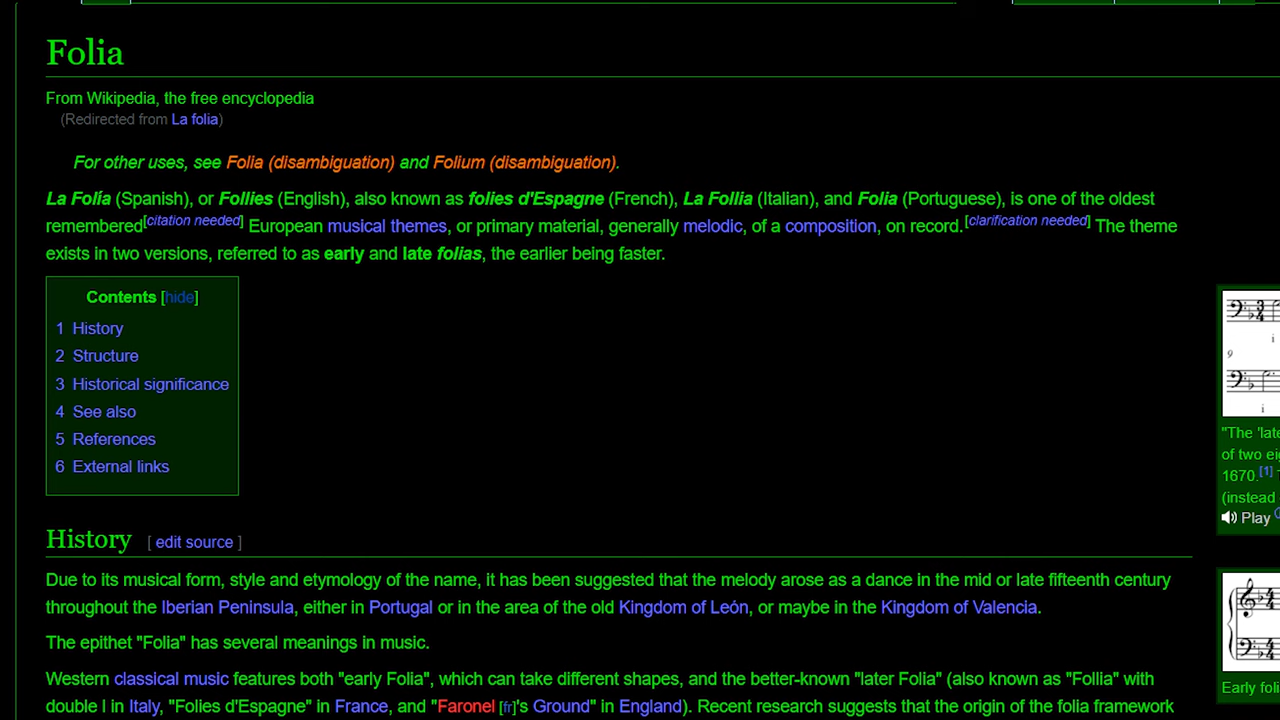 Folia
From Wikipedia, the free encyclopedia
(Redirected from La folia)
For other uses, see Folia (disambiguation) and Folium (disambiguation).
La Folía (Spanish), or Follies (English), also known as folies d'Espagne (French), La Follia (Italian), and Folia (Portuguese), is one of the oldest
remembered[citation needed] European musical themes, or primary material, generally melodic, of a composition, on record.[clarification needed] The theme
exists in two versions, referred to as early and late folias, the earlier being faster.
Contents [hide]
1 History
2 Structure
3 Historical significance
4 See also
5 References
6 External links
9
i
i
"The 'late
of two
1670.[1]
(instead
Play
History [ edit source ]
Due to its musical form, style and etymology of the name, it has been suggested that the melody arose as a dance in the mid or late fifteenth century
throughout the Iberian Peninsula, either in Portugal or in the area of the old Kingdom of León, or maybe in the Kingdom of Valencia.
The epithet "Folia" has several meanings in music.
Western classical music features both "early Folia", which can take different shapes, and the better-known "later Folia" (also known as "Follia" with
double l in Italy, "Folies d'Espagne" in France, and "Faronel [fr]'s Ground" in England). Recent research suggests that the origin of the folia framework
Early